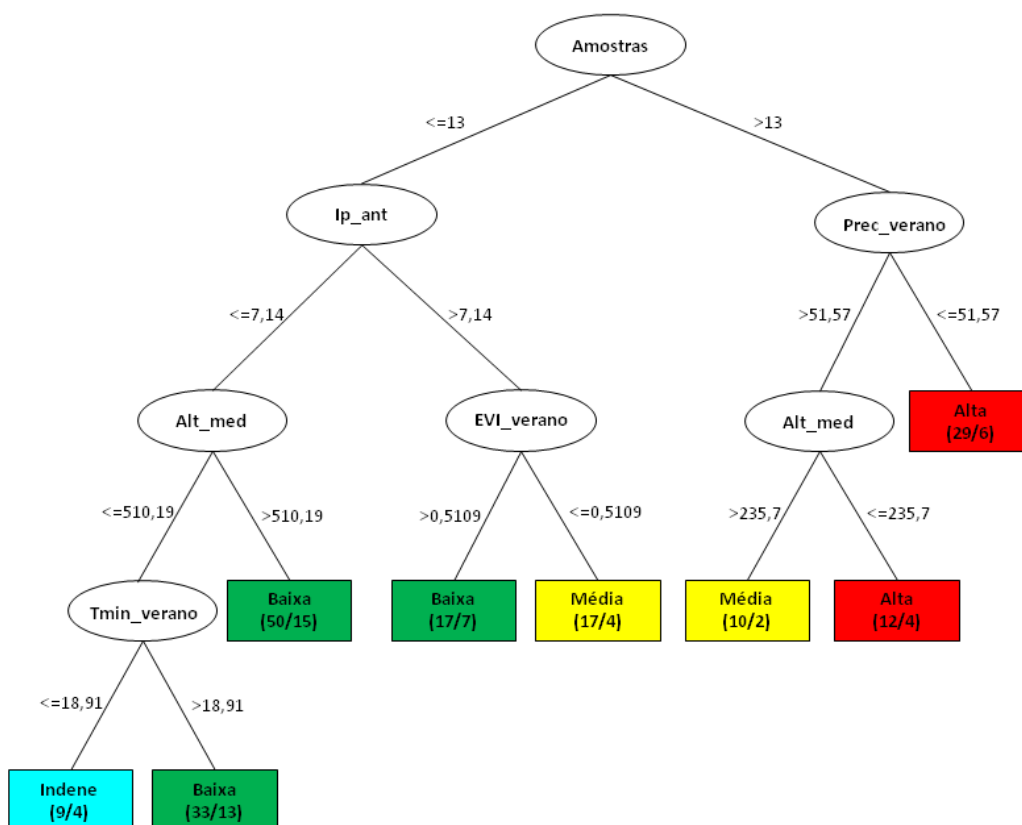 Amostras
<=13
>13
Ip_ant
Prec_verano
<=7,14
>7,14
>51,57
<=51,57
Alt_med
EVI_verano
Alt_med
Alta
(29/6)
<=510,19
>510,19
>0,5109
<=0,5109
>235,7
<=235,7
Tmin_verano
Baixa
(50/15)
Baixa
(17/7)
Média
(17/4)
Média
(10/2)
Alta
(12/4)
<=18,91
>18,91
Indene
(9/4)
Baixa
(33/13)